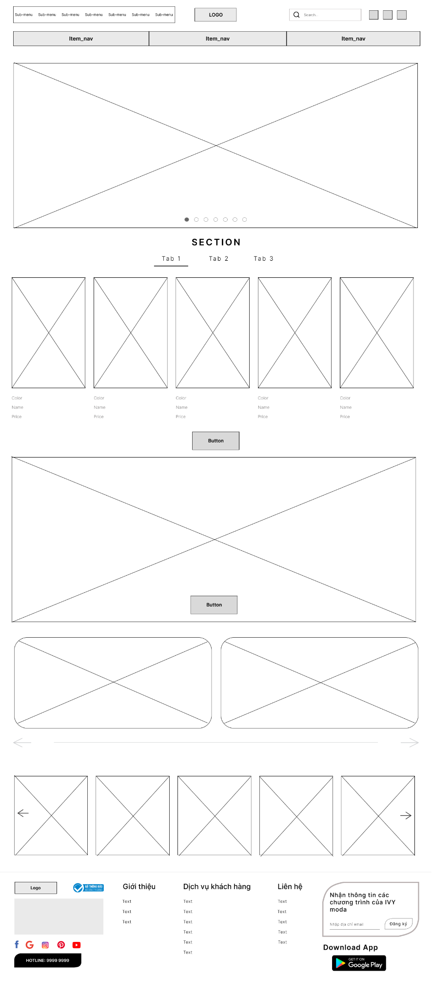 Sub-menu Sub-menu Sub-menu Sub-menu Sub-menu Sub-menu Sub-menu
LOGO
Search...
Item_nav Item_nav Item_nav
SECTION
Tab 1 Tab 2 Tab 3
Color Color Color Color Color
Name Name Name Name Name
Price Price Price Price Price
Button
Button
Logo
ĐÃ THÔNG BÁO
BỘ CÔNG THƯƠNG
HOTLINE: 9999 9999
Giới thiệu
Text
Text
Text
Dịch vụ khách hàng
Text
Text
Text
Text
Text
Text
Liên hệ
Text
Text
Text
Text
Text
Nhận thông tin các
chương trình của IVY
moda
Nhập địa chỉ email
Đăng ký
Download App
GET IT ON
Google Play